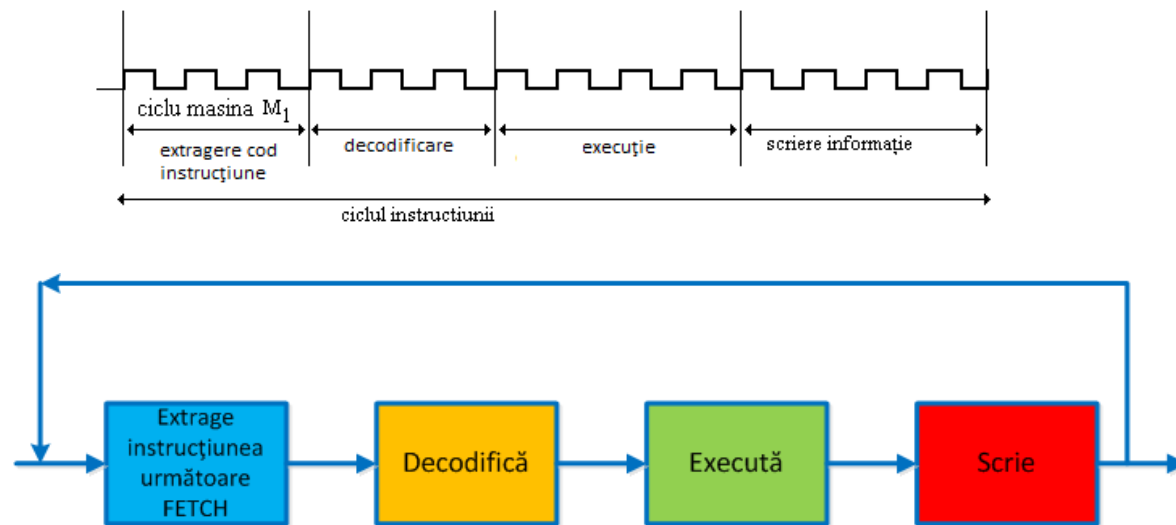 ciclu masina M₁
extragere cod
instrucţiune
decodificare
execuţie
scriere informaţie
ciclul instructiunii
Extrage
instrucţiunea
următoare
FETCH
Decodifică
Execută
Scrie